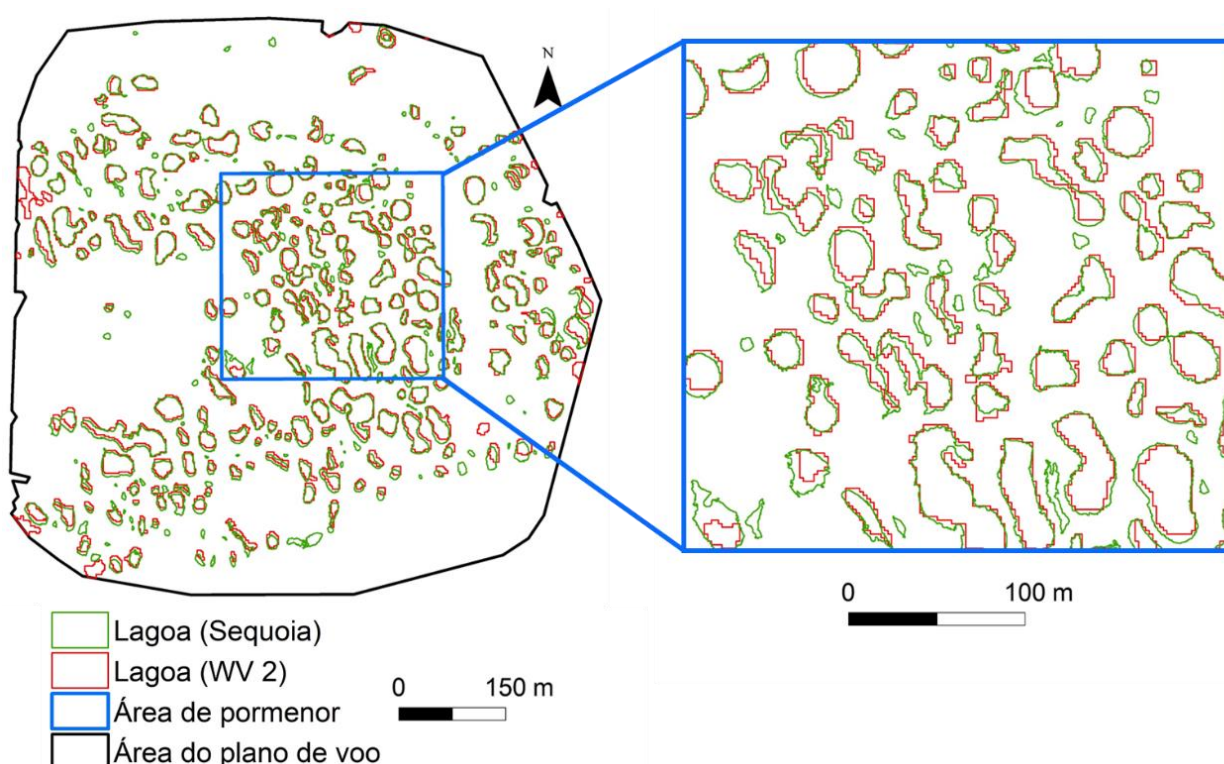 N
Lagoa (Sequoia)
Lagoa (WV 2)
Área de pormenor
Área do plano de voo
0 150 m
0 100 m